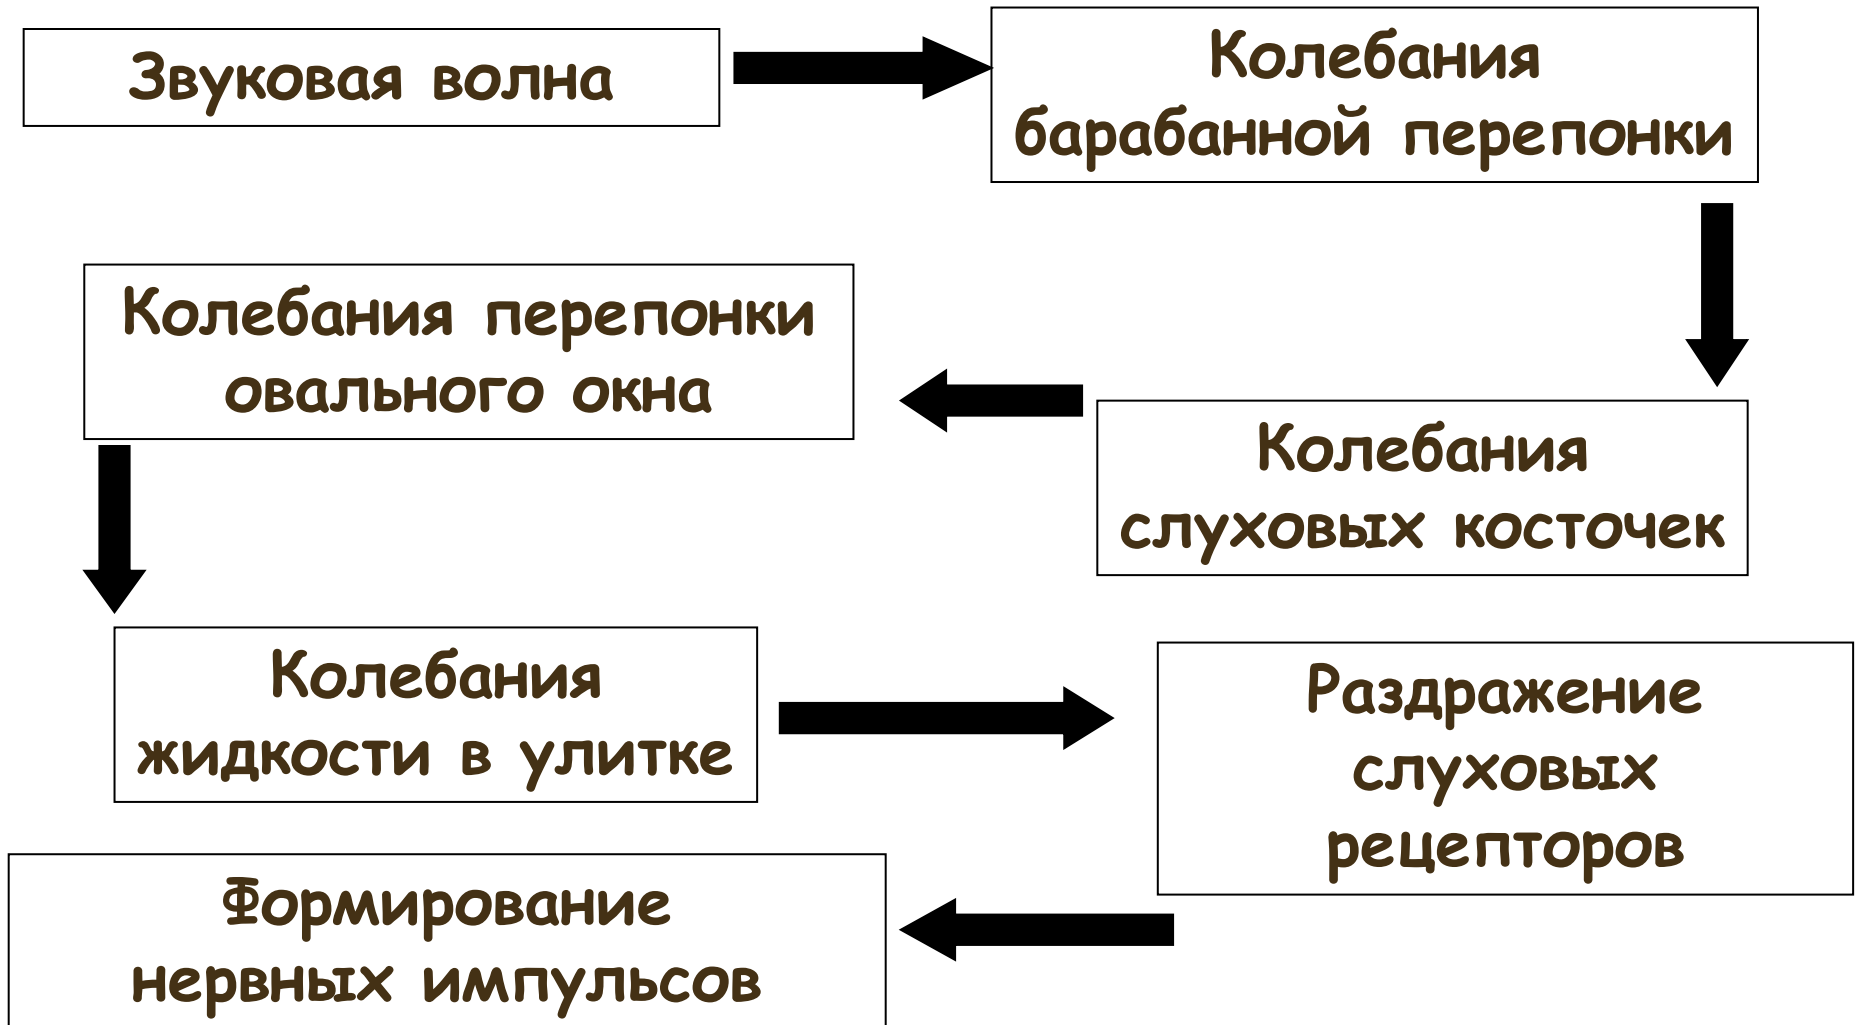 Звуковая волна
Колебания
барабанной перепонки
Колебания перепонки
овального окна
Колебания
слуховых косточек
Колебания
жидкости в улитке
Раздражение
слуховых
рецепторов
Формирование
нервных импульсов